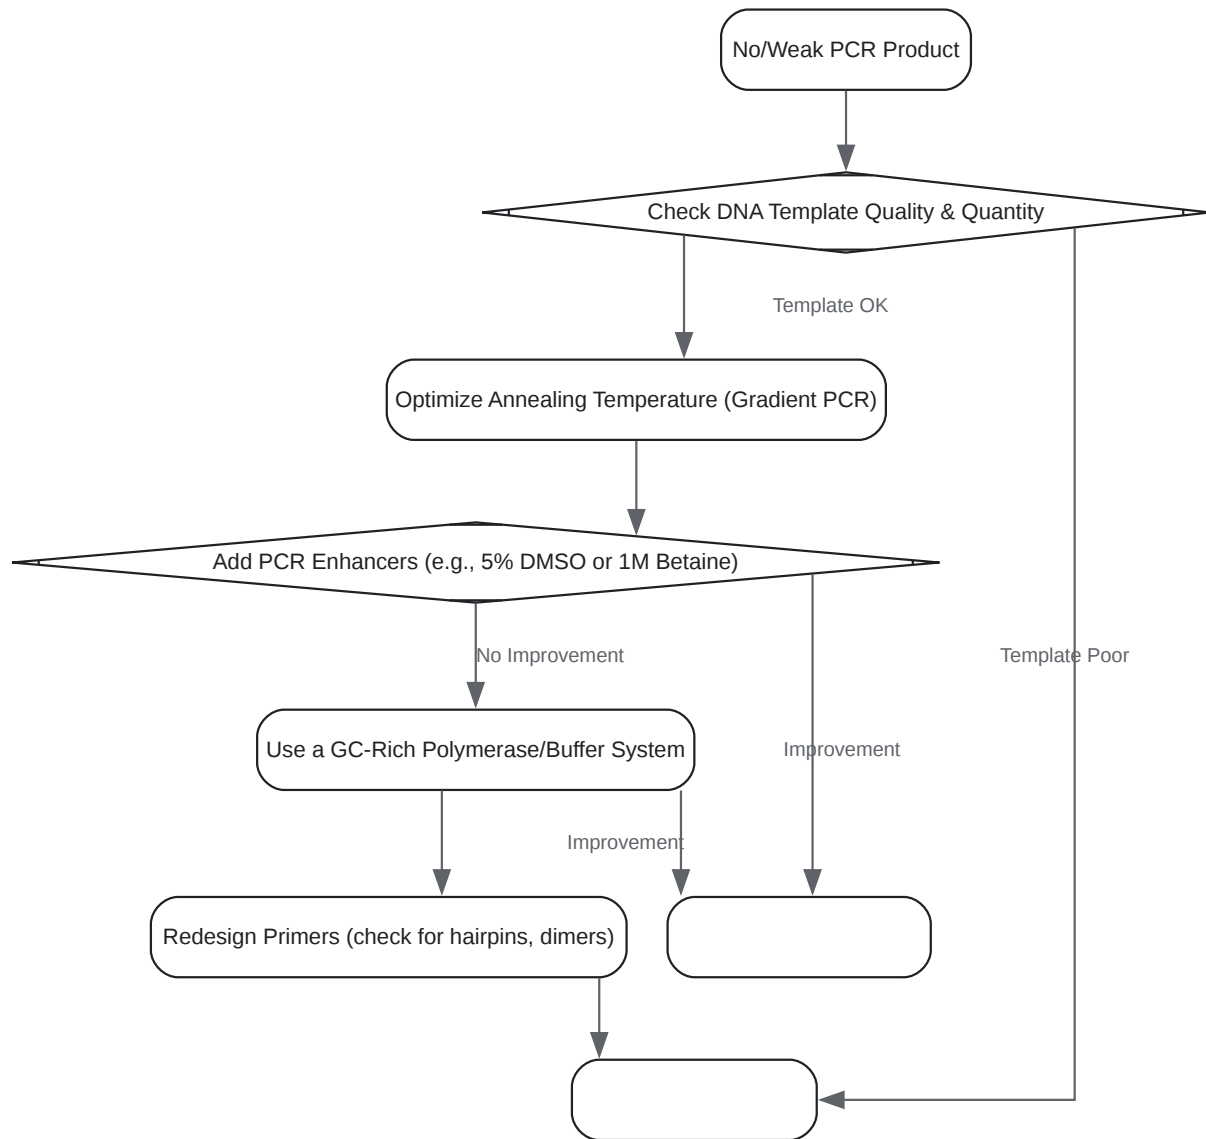 No/Weak PCR Product
Check DNA Template Quality & Quantity
Template OK
Optimize Annealing Temperature (Gradient PCR)
Add PCR Enhancers (e.g., 5% DMSO or 1M Betaine)
No Improvement
Template Poor
Use a GC-Rich Polymerase/Buffer System
Improvement
Improvement
Redesign Primers (check for hairpins, dimers)